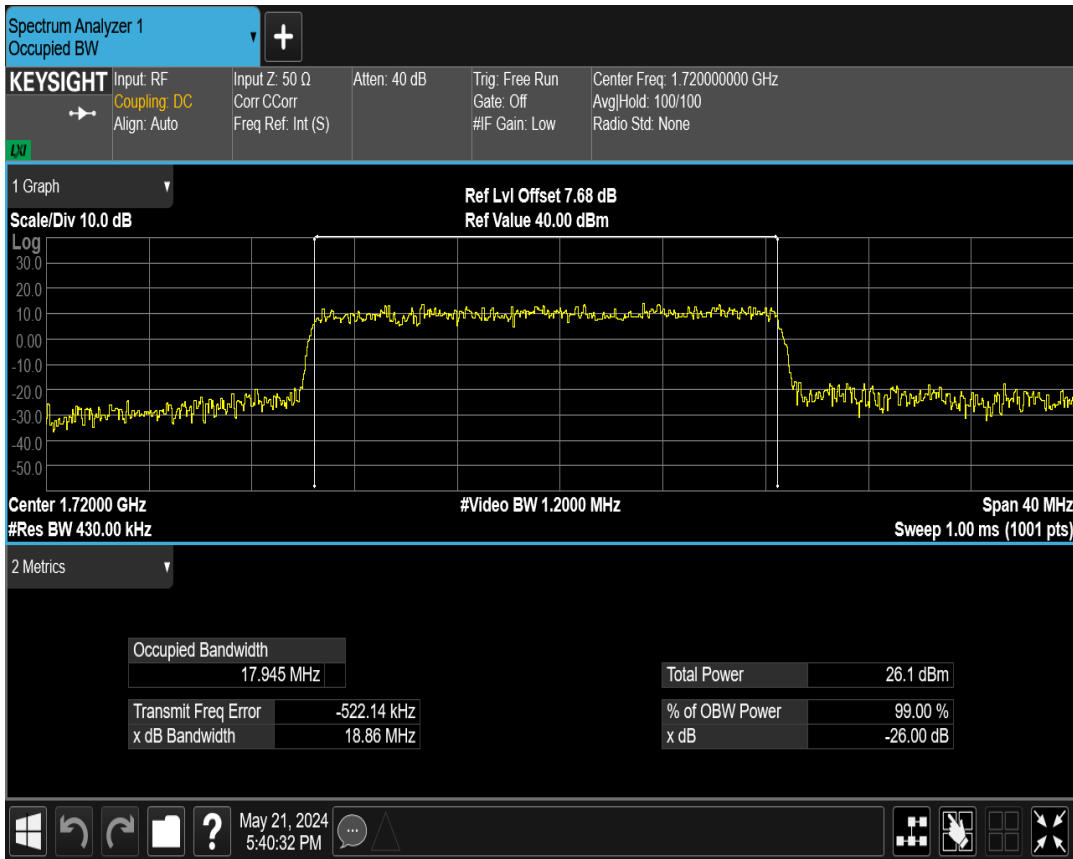 Spectrum Analyzer 1
Occupied BW
+
KEYSIGHT
LXI
Input: RF
Coupling: DC
Align: Auto
Input Z: 50 Ω
Corr CCorr
Freq Ref: Int (S)
Atten: 40 dB
Trig: Free Run
Gate: Off
#IF Gain: Low
Center Freq: 1.720000000 GHz
Avg|Hold: 100/100
Radio Std: None
1 Graph
Scale/Div 10.0 dB
Ref Lvl Offset 7.68 dB
Ref Value 40.00 dBm
Log
30.0
20.0
10.0
0.00
-10.0
-20.0
-30.0
-40.0
-50.0
Center 1.72000 GHz
#Video BW 1.2000 MHz
Span 40 MHz
#Res BW 430.00 kHz
Sweep 1.00 ms (1001 pts)
2 Metrics
Occupied Bandwidth
17.945 MHz
Total Power 26.1 dBm
Transmit Freq Error -522.14 kHz
% of OBW Power 99.00 %
x dB Bandwidth 18.86 MHz
x dB -26.00 dB
?
May 21, 2024
5:40:32 PM